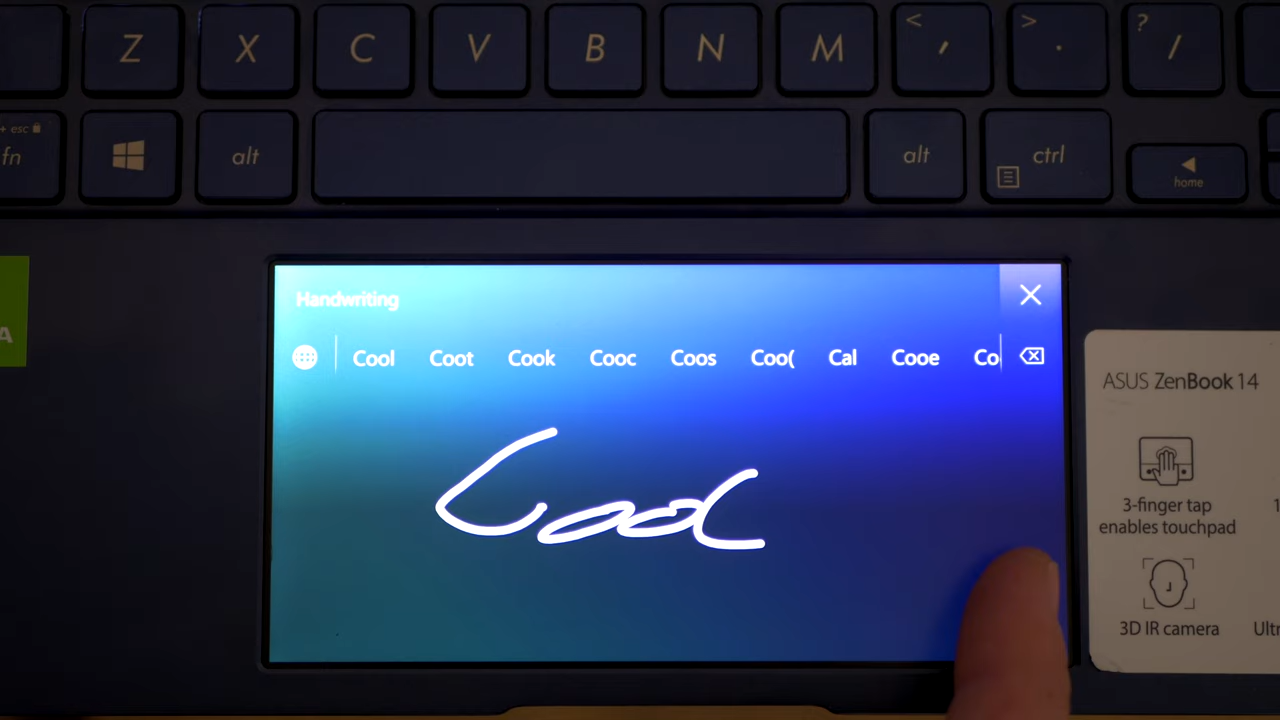 Z X C V B N M < , > . ? /
+ esc
fn alt alt ctrl
home
Handwriting
Cool Coot Cook Cooc Coos Coo( Cal Cooe Co
Cool
A
ASUS ZenBook 14
3-finger tap
enables touchpad
3D IR camera